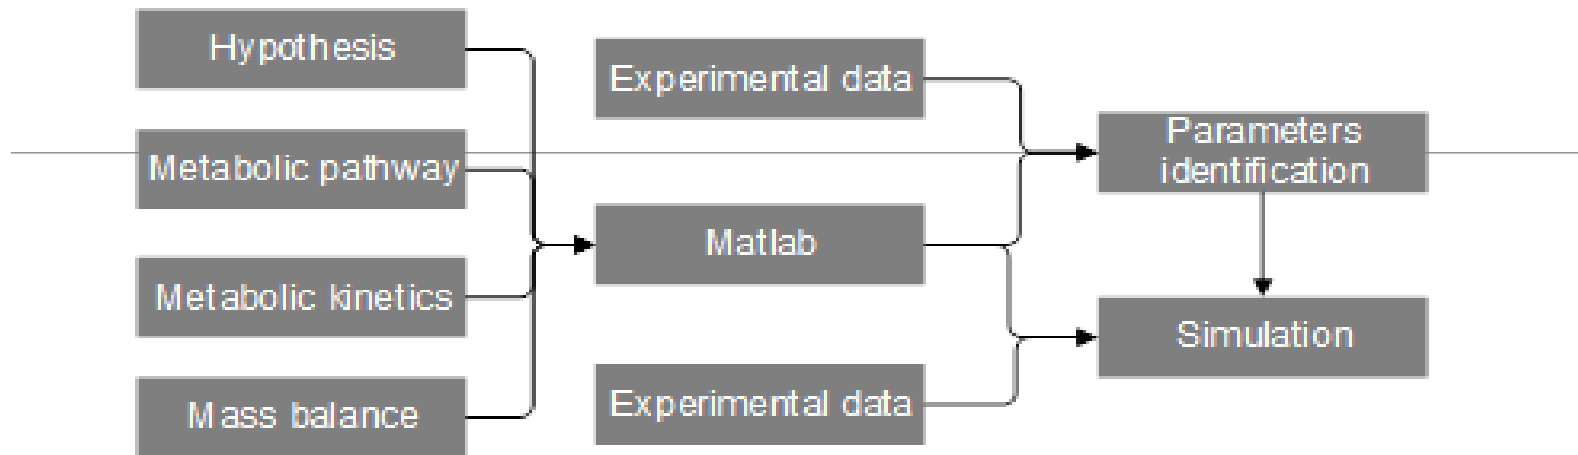 Hypothesis
Metabolic pathway
Metabolic kinetics
Mass balance
Experimental data
Matlab
Experimental data
Parameters
identification
Simulation